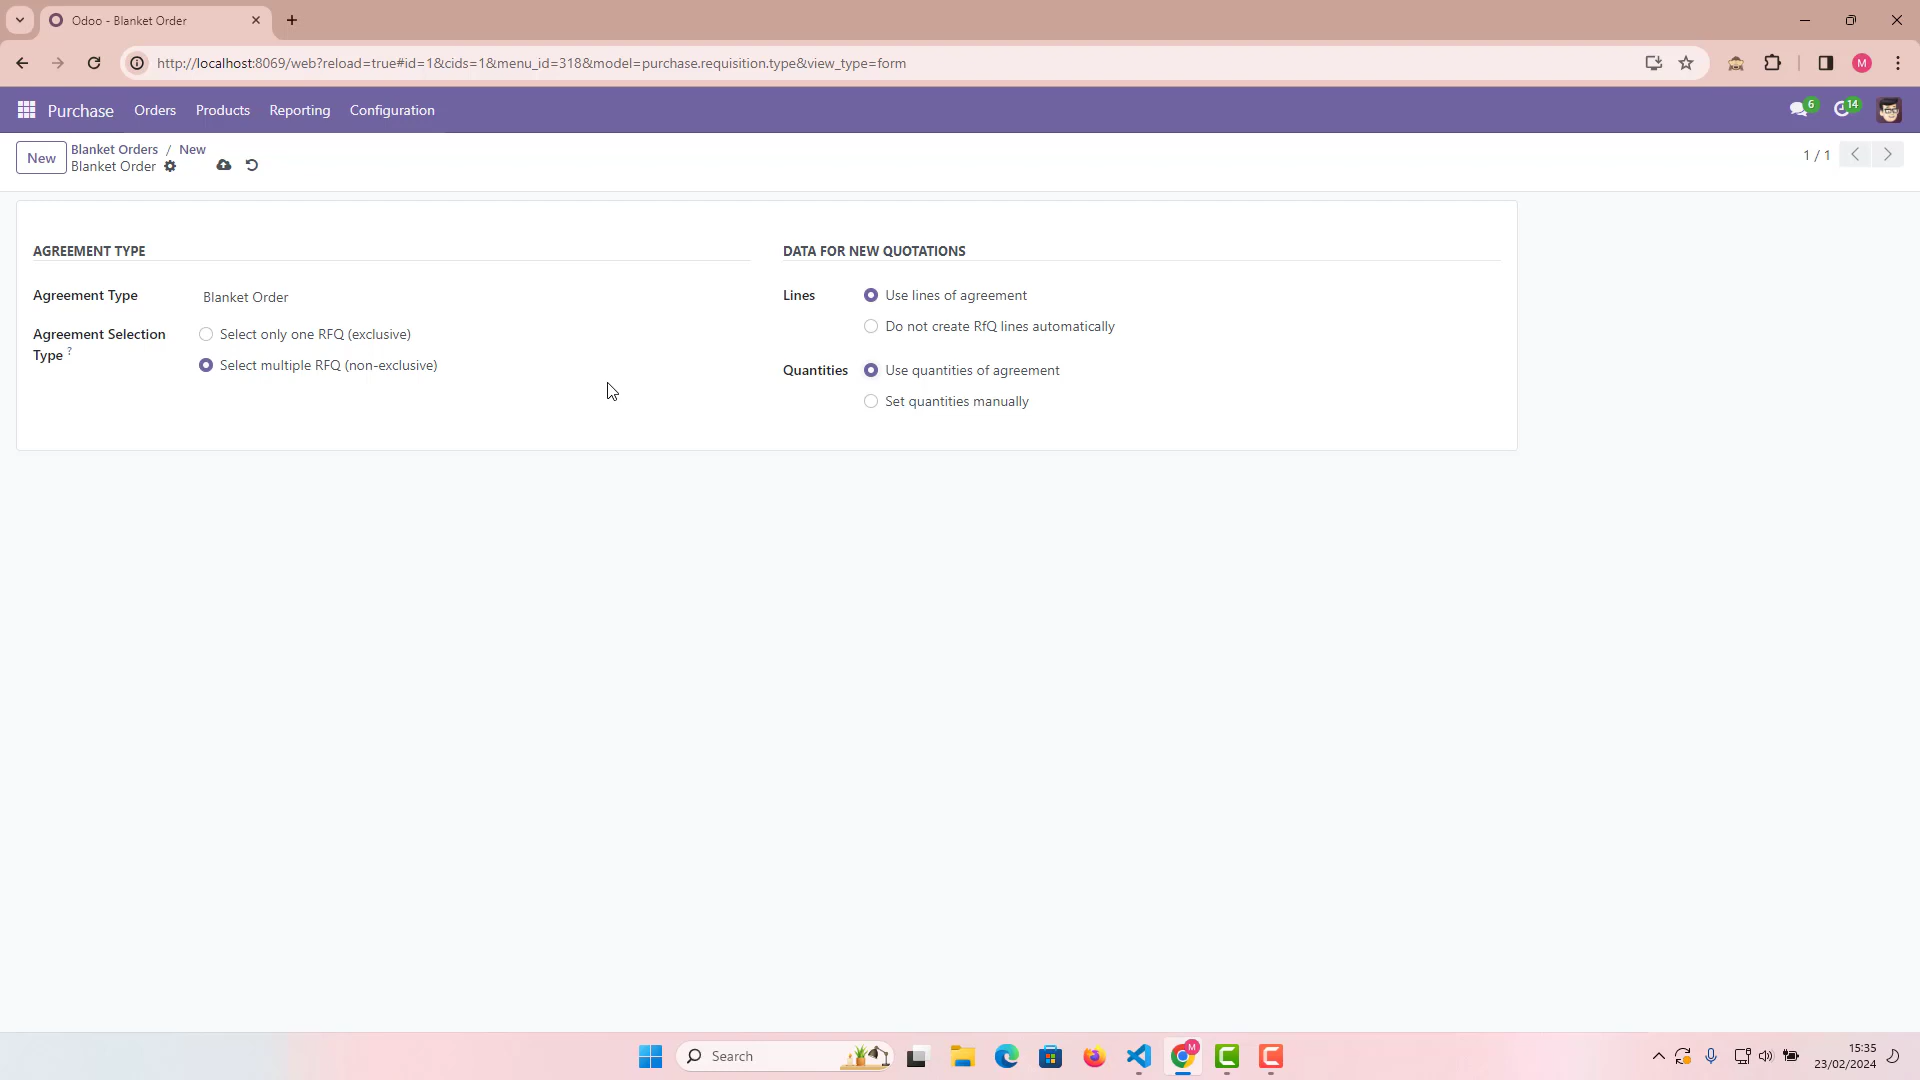 Odoo - Blanket Order
http://localhost:8069/web?reload=true#id=1&cids=1&menu_id=318&model=purchase.requisition.type&view_type=form
M
Purchase Orders Products Reporting Configuration
6 14
New
Blanket Orders / New
Blanket Order
1 / 1
AGREEMENT TYPE
Agreement Type Blanket Order
Agreement Selection Type ?
Select only one RFQ (exclusive)
Select multiple RFQ (non-exclusive)
DATA FOR NEW QUOTATIONS
Lines Use lines of agreement
Do not create RfQ lines automatically
Quantities Use quantities of agreement
Set quantities manually
Search
M
15:35
23/02/2024